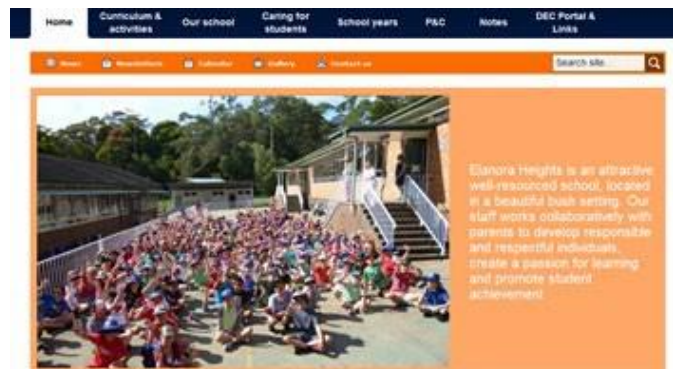 Home
Curriculum & activities
Our school
Caring for students
School years
P&C
Notes
DEC Portal & Links
News
Newsletters
Calendar
Gallery
Contact us
Search site
Elanora Heights is an attractive
well-resourced school, located
in a beautiful bush setting. Our
staff works collaboratively with
parents to develop responsible
and respectful individuals,
create a passion for learning
and promote student
achievement